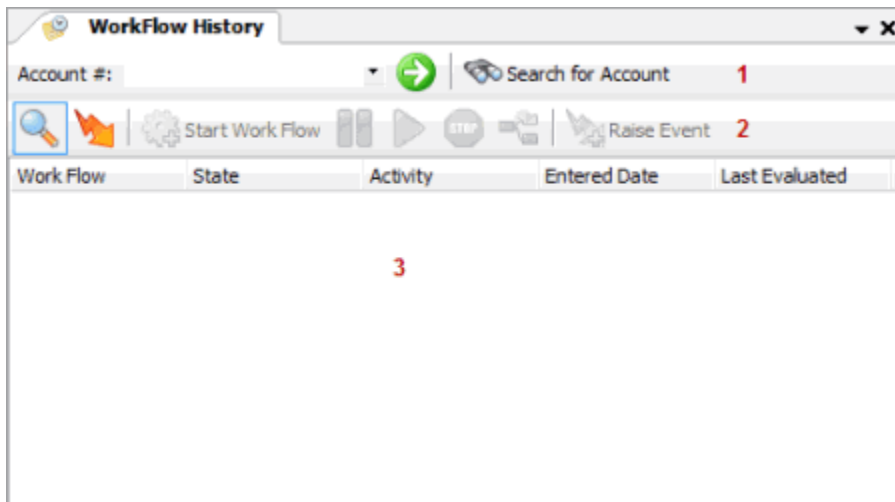 WorkFlow History
Account #: Search for Account 1
Start Work Flow STOP Raise Event 2
Work Flow State Activity Entered Date Last Evaluated
3